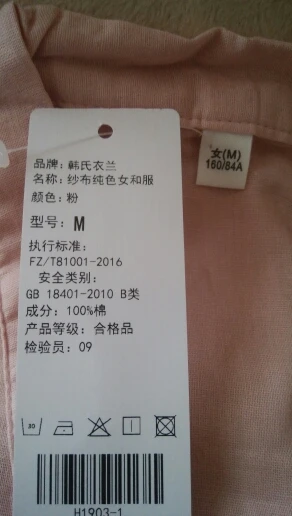 品牌：韩氏衣兰
名称：纱布纯色女和服
颜色：粉
型号：M
执行标准：
FZ/T81001-2016
安全类别：
GB 18401-2010 B类
成分：100%棉
产品等级：合格品
检验员：09
30
H1903-1
女(M)
160/84A